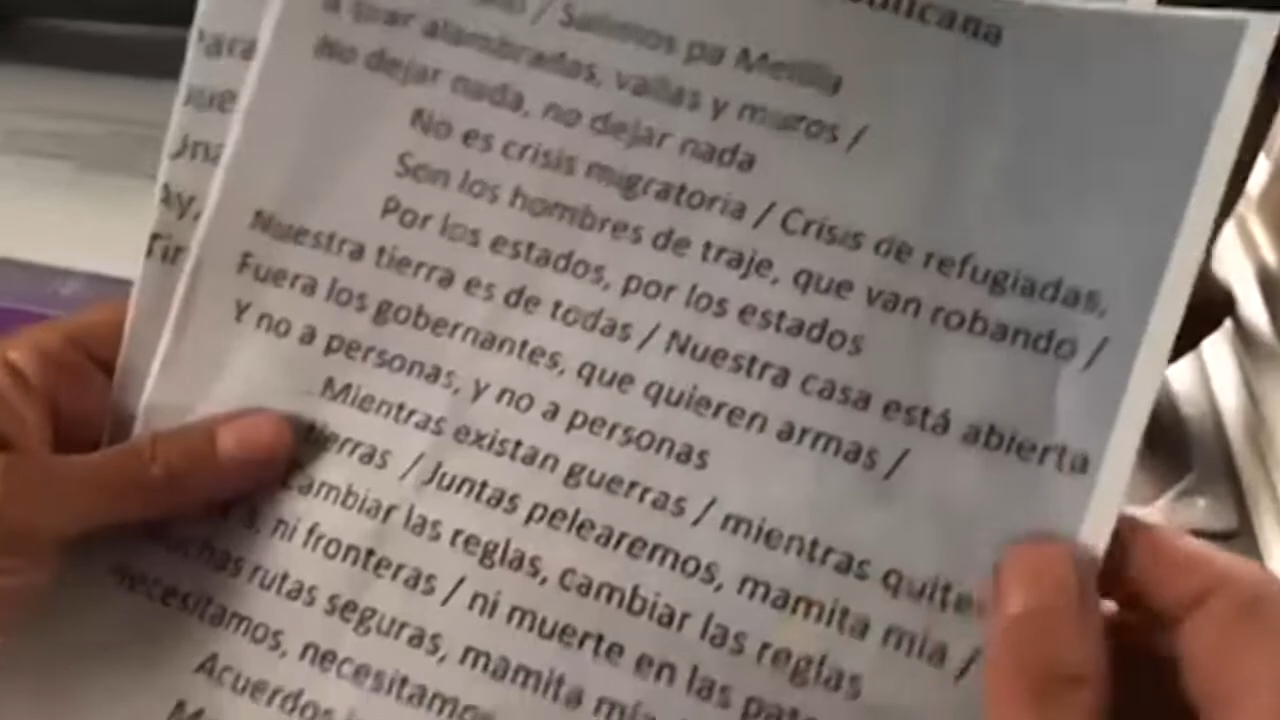 / Salimos pa Melilla
a tirar alambradas, vallas y muros /
No dejar nada, no dejar nada
No es crisis migratoria / Crisis de refugiadas,
Son los hombres de traje, que van robando /
Por los estados, por los estados
Nuestra tierra es de todas / Nuestra casa está abierta
Fuera los gobernantes, que quieren armas /
Y no a personas, y no a personas
Mientras existan guerras / mientras quiten
tierras / Juntas pelearemos, mamita mía /
cambiar las reglas, cambiar las reglas
ni fronteras / ni muerte en las
rutas seguras, mamita mía
necesitamos, necesitamos
Acuerdos